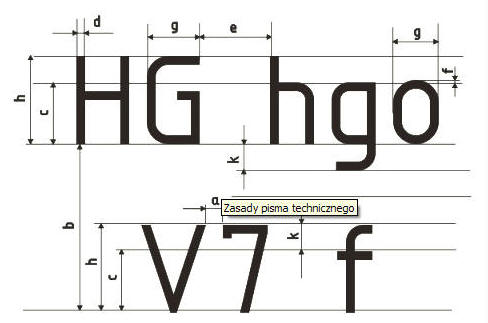 d g e g
f
HG hgo
h c k
a Zasady pisma technicznego
b h c k
V7 f